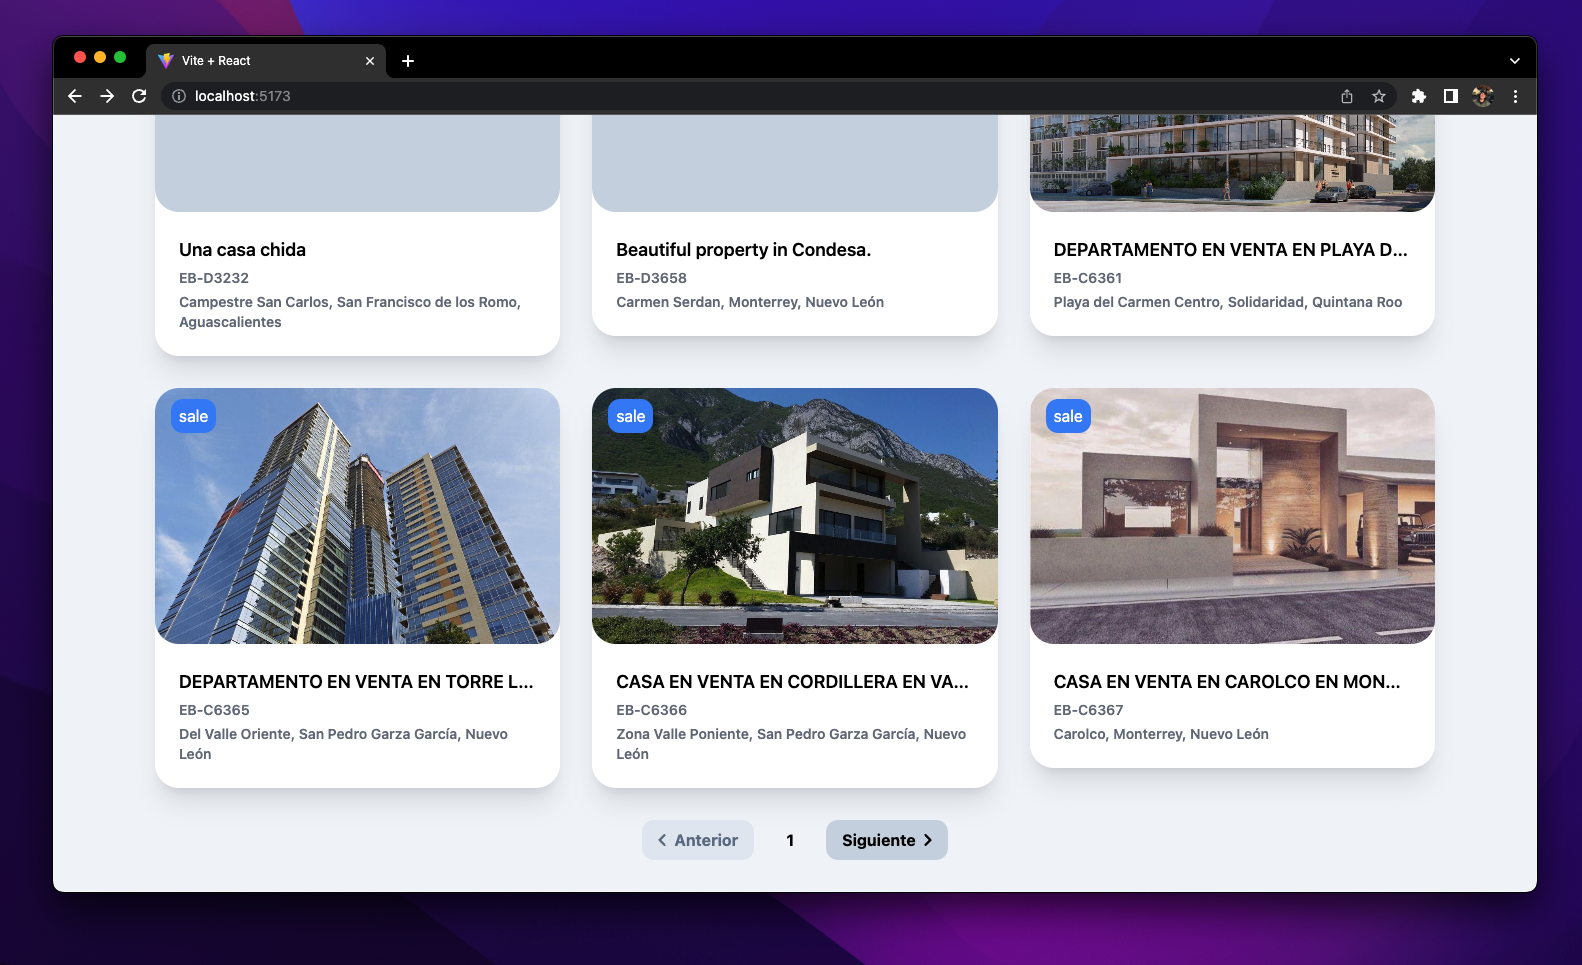 Vite + React
localhost:5173
Una casa chida
EB-D3232
Campestre San Carlos, San Francisco de los Romo,
Aguascalientes
Beautiful property in Condesa.
EB-D3658
Carmen Serdan, Monterrey, Nuevo León
DEPARTAMENTO EN VENTA EN PLAYA D...
EB-C6361
Playa del Carmen Centro, Solidaridad, Quintana Roo
sale
DEPARTAMENTO EN VENTA EN TORRE L...
EB-C6365
Del Valle Oriente, San Pedro Garza García, Nuevo
León
sale
CASA EN VENTA EN CORDILLERA EN VA...
EB-C6366
Zona Valle Poniente, San Pedro Garza García, Nuevo
León
sale
CASA EN VENTA EN CAROLCO EN MON...
EB-C6367
Carolco, Monterrey, Nuevo León
Anterior
1
Siguiente